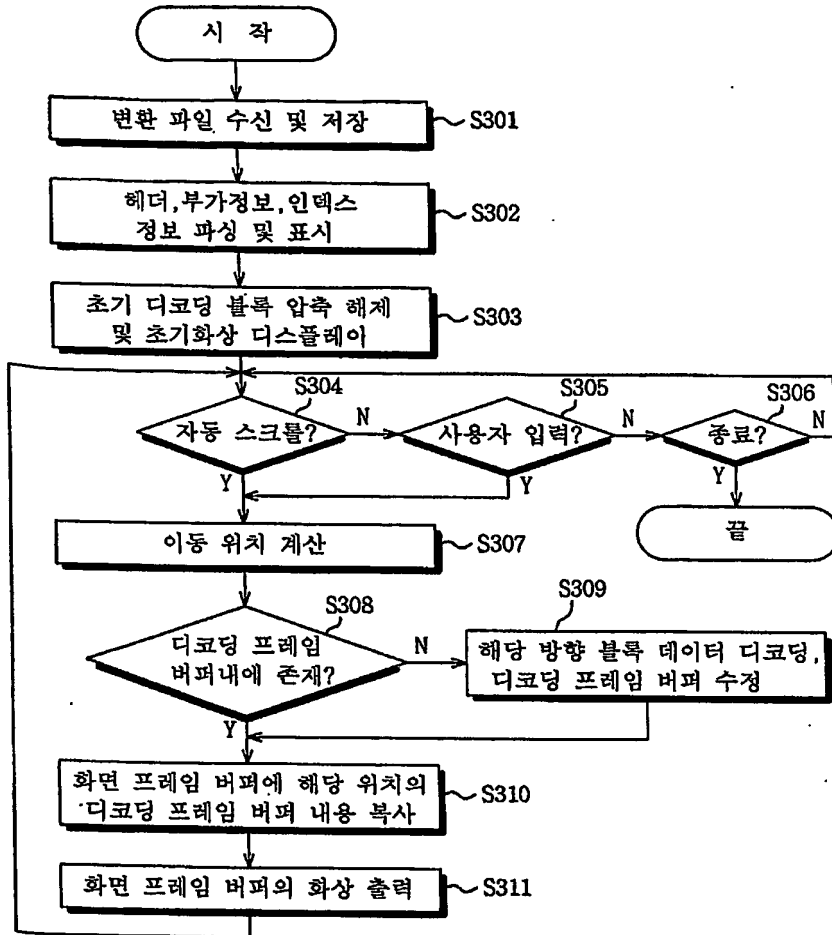 시 작
변환 파일 수신 및 저장
S301
헤더,부가정보,인덱스
정보 파싱 및 표시
S302
초기 디코딩 블록 압축 해제
및 초기화상 디스플레이
S303
S304
자동 스크롤?
N
Y
S305
사용자 입력?
N
Y
S306
종료?
N
Y
끝
이동 위치 계산
S307
S308
디코딩 프레임
버퍼내에 존재?
N
Y
S309
해당 방향 블록 데이터 디코딩,
디코딩 프레임 버퍼 수정
화면 프레임 버퍼에 해당 위치의
디코딩 프레임 버퍼 내용 복사
S310
화면 프레임 버퍼의 화상 출력
S311